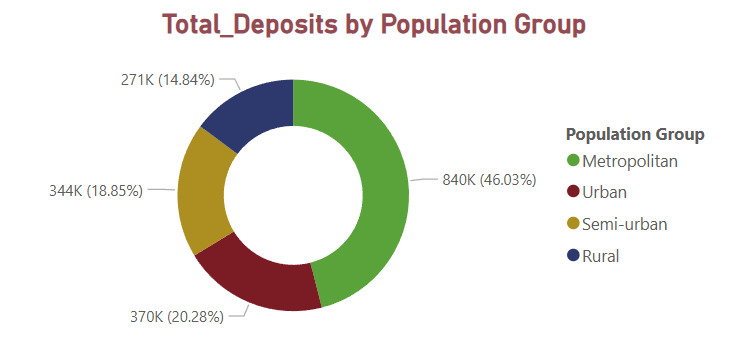 Total_Deposits by Population Group
271K (14.84%)
840K (46.03%)
344K (18.85%)
370K (20.28%)
Population Group
Metropolitan
Urban
Semi-urban
Rural